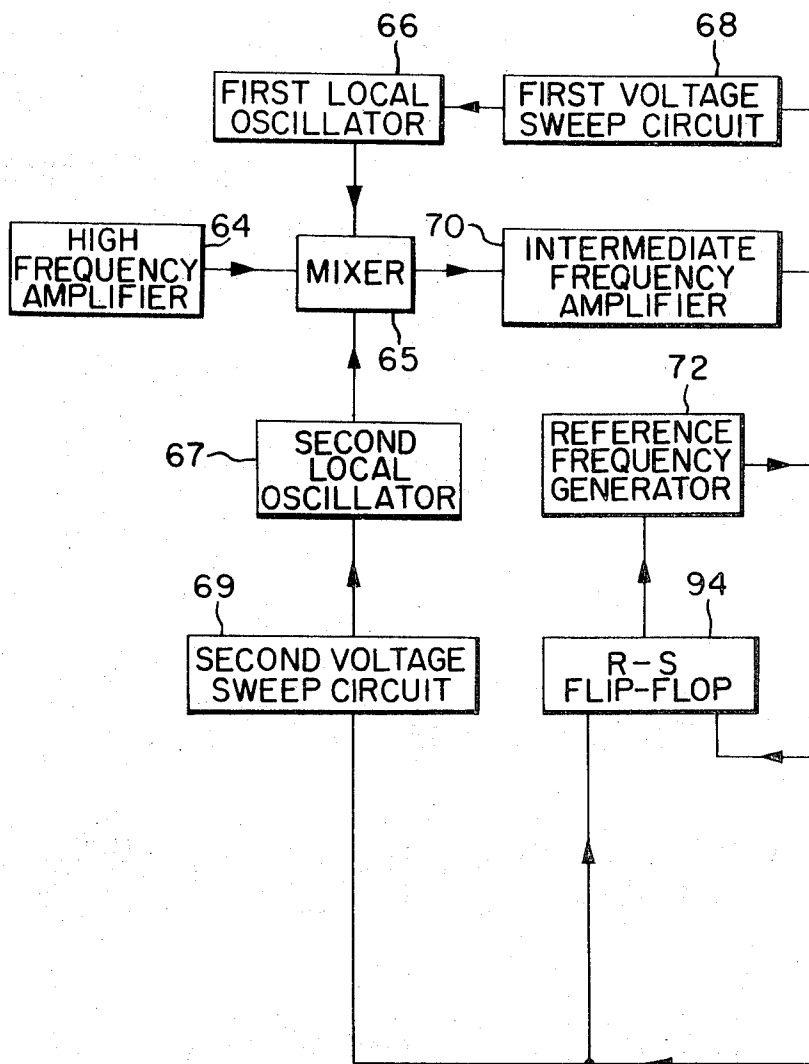 66
68
FIRST LOCAL
OSCILLATOR
FIRST VOLTAGE
SWEEP CIRCUIT
64
70
HIGH
FREQUENCY
AMPLIFIER
MIXER
INTERMEDIATE
FREQUENCY
AMPLIFIER
65
72
67
SECOND
LOCAL
OSCILLATOR
REFERENCE
FREQUENCY
GENERATOR
69
94
SECOND VOLTAGE
SWEEP CIRCUIT
R-S
FLIP-FLOP